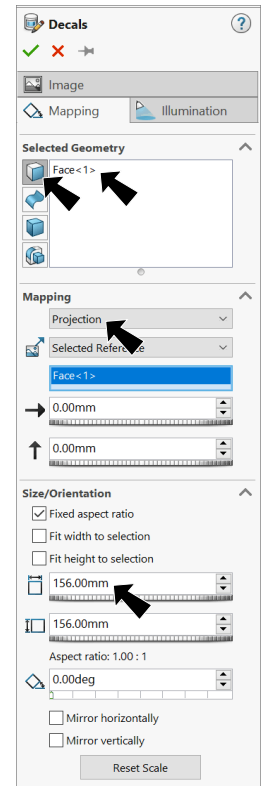 Decals
?
Image
Mapping
Illumination
Selected Geometry
Face<1>
Mapping
Projection
Selected Reference
Face<1>
0.00mm
0.00mm
Size/Orientation
Fixed aspect ratio
Fit width to selection
Fit height to selection
156.00mm
156.00mm
Aspect ratio: 1.00 : 1
0.00deg
Mirror horizontally
Mirror vertically
Reset Scale